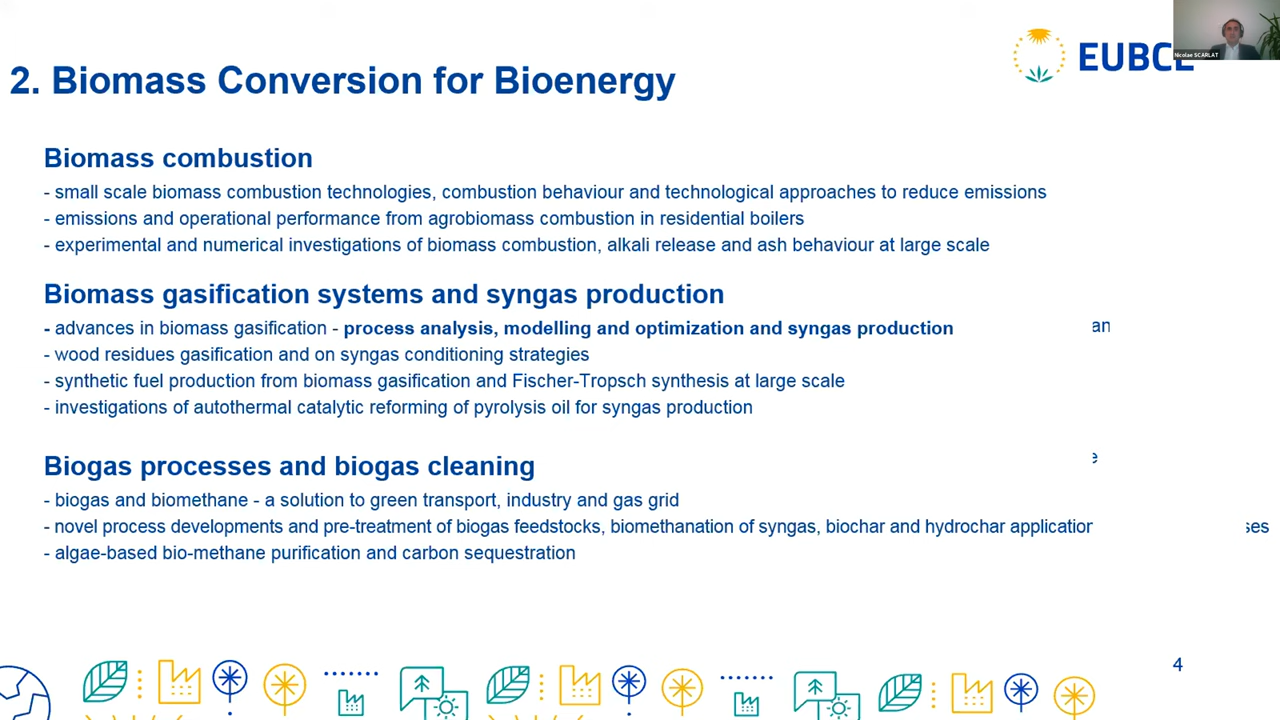 Nicolae SCARLAT
EUBCE
2. Biomass Conversion for Bioenergy
Biomass combustion
- small scale biomass combustion technologies, combustion behaviour and technological approaches to reduce emissions
- emissions and operational performance from agrobiomass combustion in residential boilers
- experimental and numerical investigations of biomass combustion, alkali release and ash behaviour at large scale
Biomass gasification systems and syngas production
- advances in biomass gasification - process analysis, modelling and optimization and syngas production
an
- wood residues gasification and on syngas conditioning strategies
- synthetic fuel production from biomass gasification and Fischer-Tropsch synthesis at large scale
- investigations of autothermal catalytic reforming of pyrolysis oil for syngas production
e
Biogas processes and biogas cleaning
- biogas and biomethane - a solution to green transport, industry and gas grid
- novel process developments and pre-treatment of biogas feedstocks, biomethanation of syngas, biochar and hydrochar application
ses
- algae-based bio-methane purification and carbon sequestration
4